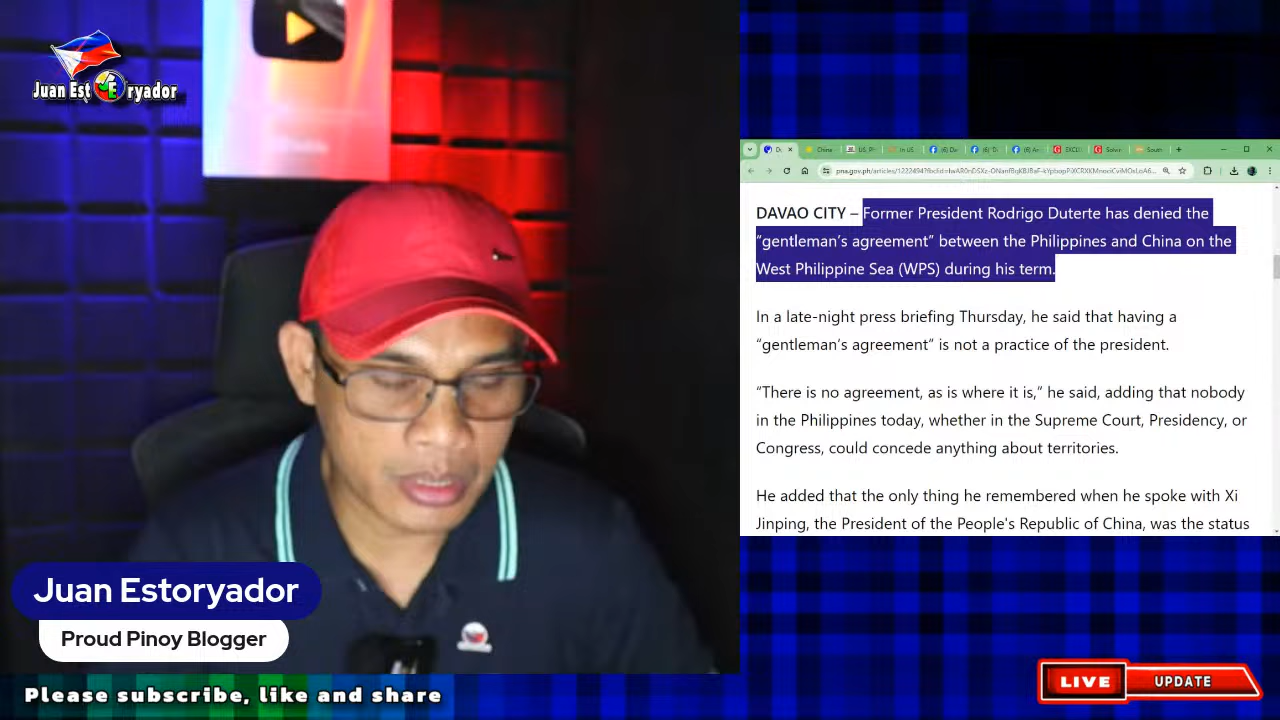 Juan Est ryador
DAVAO CITY – Former President Rodrigo Duterte has denied the
“gentleman’s agreement” between the Philippines and China on the
West Philippine Sea (WPS) during his term.
In a late-night press briefing Thursday, he said that having a
“gentleman’s agreement” is not a practice of the president.
“There is no agreement, as is where it is,” he said, adding that nobody
in the Philippines today, whether in the Supreme Court, Presidency, or
Congress, could concede anything about territories.
He added that the only thing he remembered when he spoke with Xi
Jinping, the President of the People's Republic of China, was the status
Juan Estoryador
Proud Pinoy Blogger
Please subscribe, like and share
LIVE UPDATE